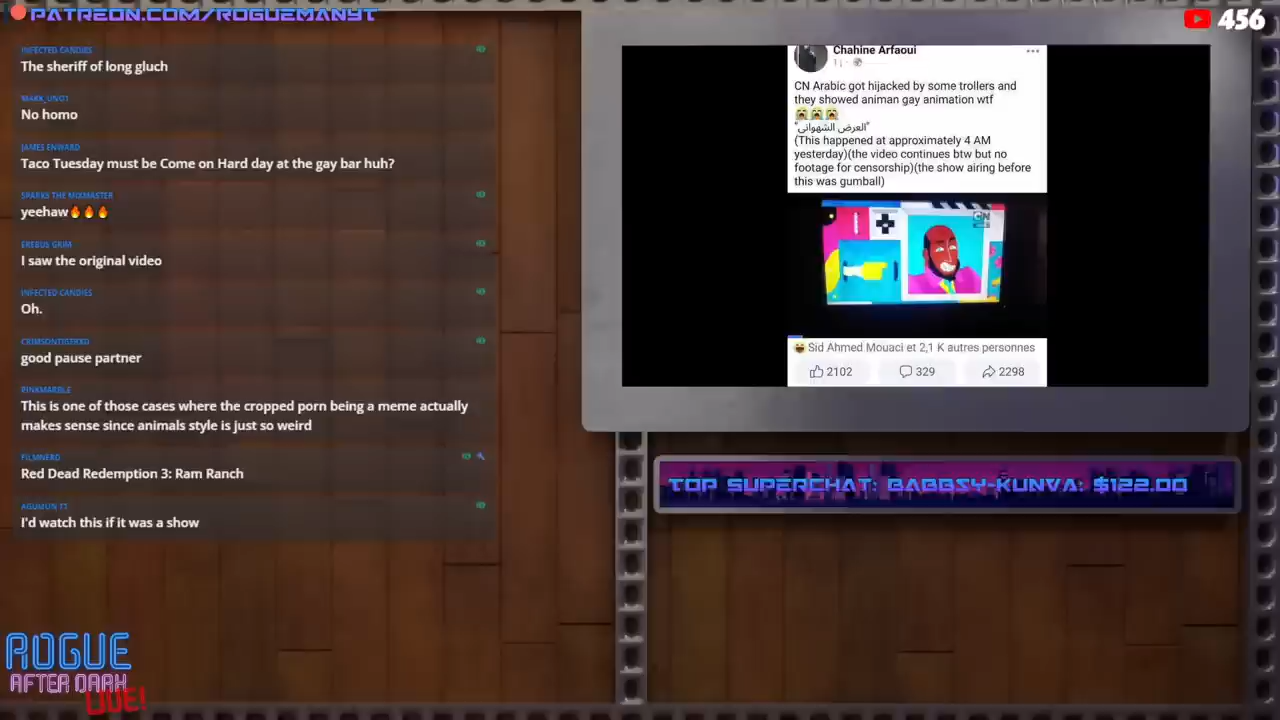 PATREON.COM/ROGUEMANYT
456
INFECTED CANDIES
The sheriff of long gluch
MARK_UNO1
No homo
JAMES ENWARD
Taco Tuesday must be Come on Hard day at the gay bar huh?
SPARKS THE MIXMASTER
yeehaw🔥🔥🔥
EREBUS GRIM
I saw the original video
INFECTED CANDIES
Oh.
CRIMSONTIGERXD
good pause partner
PINKMARBLE
This is one of those cases where the cropped porn being a meme actually
makes sense since animals style is just so weird
FILMNERD
Red Dead Redemption 3: Ram Ranch
AGUMON TT
I'd watch this if it was a show
Chahine Arfaoui
CN Arabic got hijacked by some trollers and
they showed animan gay animation wtf
😭😭😭
"العرض الشهواني"
(This happened at approximately 4 AM
yesterday)(the video continues btw but no
footage for censorship)(the show airing before
this was gumball)
CN
😆 Sid Ahmed Mouaci et 2,1 K autres personnes
2102 329 2298
TOP SUPERCHAT: BABBSY-KUNVA: $122.00
ROGUE
AFTER DARK
LIVE!